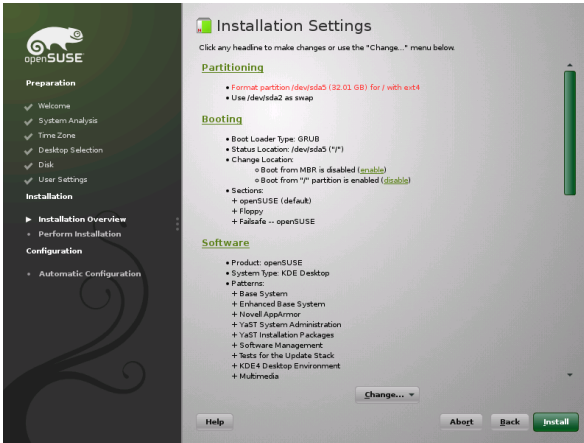 openSUSE
Preparation
Welcome
System Analysis
Time Zone
Desktop Selection
Disk
User Settings
Installation
Installation Overview
Perform Installation
Configuration
Automatic Configuration
Installation Settings
Click any headline to make changes or use the "Change..." menu below.
Partitioning
• Format partition /dev/sda5 (32.01 GB) for / with ext4
• Use /dev/sda2 as swap
Booting
• Boot Loader Type: GRUB
• Status Location: /dev/sda5 ("/")
• Change Location:
o Boot from MBR is disabled (enable)
o Boot from "/" partition is enabled (disable)
• Sections:
+ openSUSE (default)
+ Floppy
+ Failsafe -- openSUSE
Software
• Product: openSUSE
• System Type: KDE Desktop
• Patterns:
+ Base System
+ Enhanced Base System
+ Novell AppArmor
+ YaST System Administration
+ YaST Installation Packages
+ Software Management
+ Tests for the Update Stack
+ KDE4 Desktop Environment
+ Multimedia
Change...
Help
Abort
Back
Install